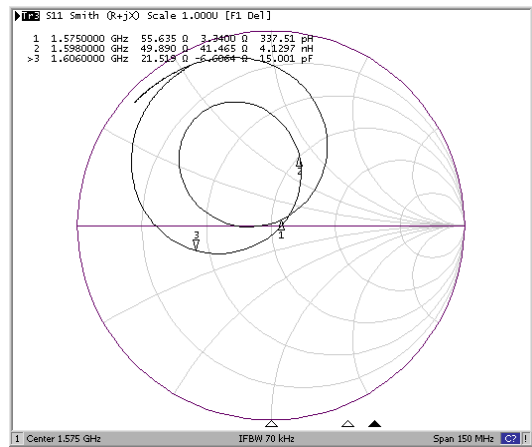 Tr3 S11 Smith (R+jX) Scale 1.000U [F1 Del]
1 1.5750000 GHz 55.635 Ω 3.3400 Ω 337.51 pH
2 1.5980000 GHz 49.890 Ω 41.465 Ω 4.1297 nH
>3 1.6060000 GHz 21.519 Ω -6.6064 Ω 15.001 pF
2
3
1
1 Center 1.575 GHz IFBW 70 kHz Span 150 MHz C? !